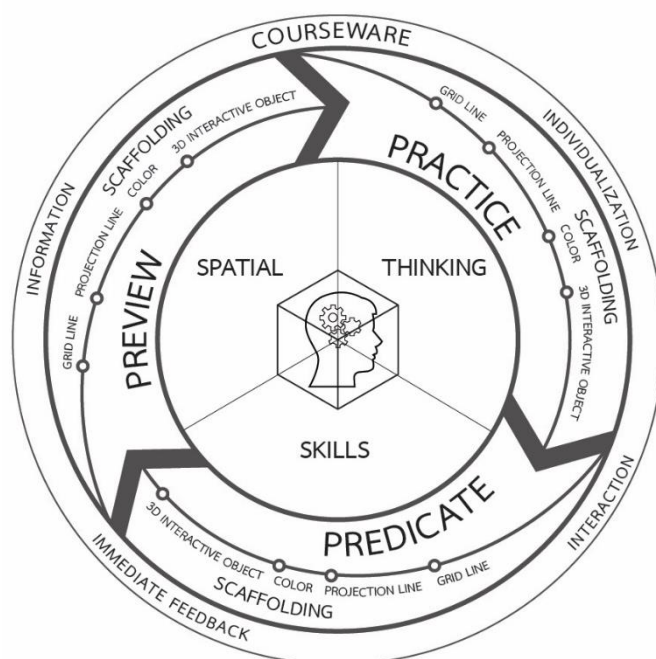 COURSEWARE
INDIVIDUALIZATION
INTERACTION
IMMEDIATE FEEDBACK
INFORMATION
SCAFFOLDING
GRID LINE
PROJECTION LINE
COLOR
3D INTERACTIVE OBJECT
PREVIEW
SCAFFOLDING
GRID LINE
PROJECTION LINE
COLOR
3D INTERACTIVE OBJECT
PRACTICE
SCAFFOLDING
3D INTERACTIVE OBJECT
COLOR
PROJECTION LINE
GRID LINE
PREDICATE
SPATIAL
THINKING
SKILLS